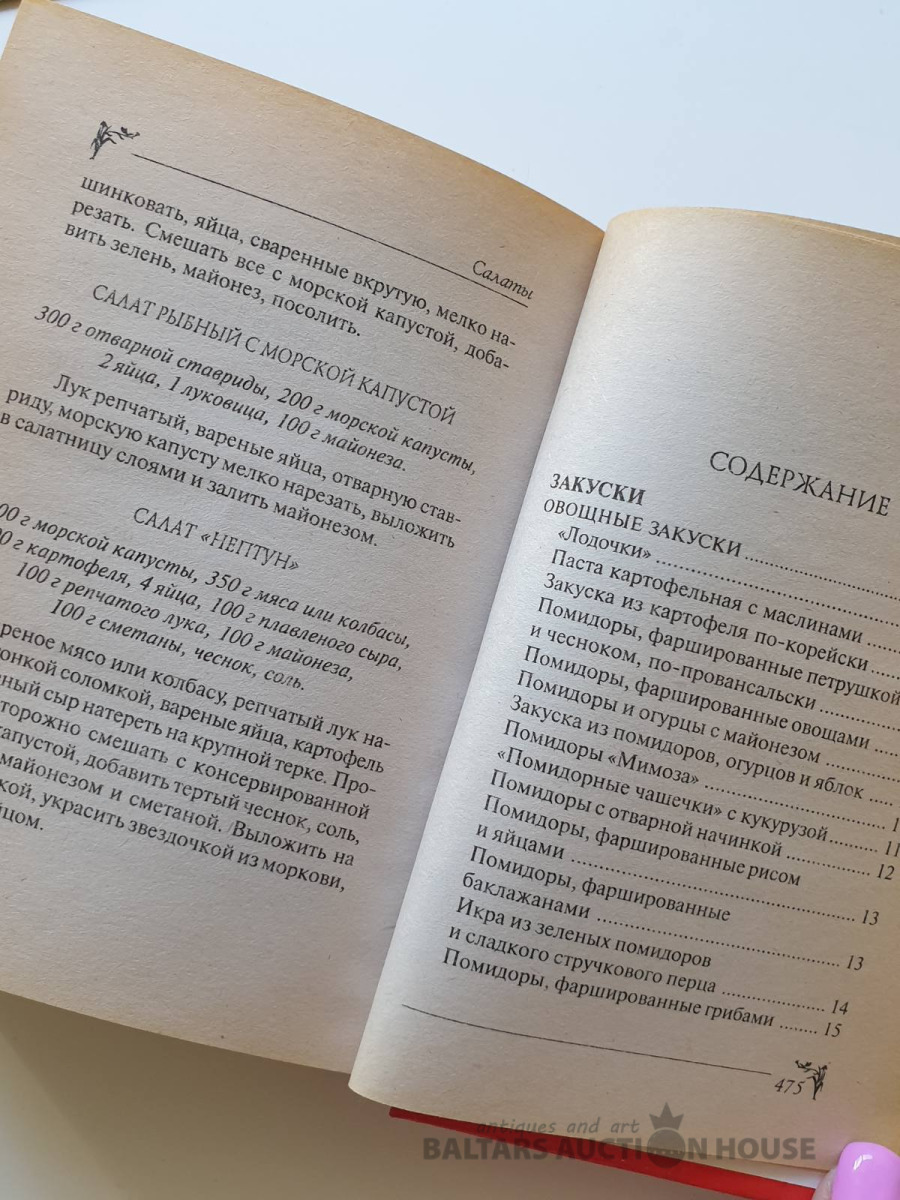 Салаты
шинковать, яйца, сваренные вкрутую, мелко на-
резать. Смешать все с морской капустой, доба-
вить зелень, майонез, посолить.
САЛАТ РЫБНЫЙ С МОРСКОЙ КАПУСТОЙ
300 г отварной ставриды, 200 г морской капусты,
2 яйца, 1 луковица, 100 г майонеза.
Лук репчатый, вареные яйца, отварную став-
риду, морскую капусту мелко нарезать, выложить
в салатницу слоями и залить майонезом.
САЛАТ «НЕПТУН»
г морской капусты, 350 г мяса или колбасы,
г картофеля, 4 яйца, 100 г плавленого сыра,
100 г репчатого лука, 100 г майонеза,
100 г сметаны, чеснок, соль.
мясо или колбасу, репчатый лук на-
соломкой, вареные яйца, картофель
сыр натереть на крупной терке. Про-
смешать с консервированной
капустой, добавить тертый чеснок, соль,
майонезом и сметаной. Выложить на
украсить звездочкой из моркови,
СОДЕРЖАНИЕ
ЗАКУСКИ
ОВОЩНЫЕ ЗАКУСКИ
«Лодочки»
Паста картофельная с маслинами
Закуска из картофеля по-корейски
Помидоры, фаршированные петрушкой
и чесноком, по-провансальски
Помидоры, фаршированные овощами
Помидоры и огурцы с майонезом
Закуска из помидоров, огурцов и яблок
Помидоры «Мимоза»
«Помидорные чашечки» с кукурузой 11
Помидоры с отварной начинкой 12
Помидоры, фаршированные рисом
и яйцами 13
Помидоры, фаршированные
баклажанами 13
Икра из зеленых помидоров
и сладкого стручкового перца 14
Помидоры, фаршированные грибами 15
475
antiques and art
BALTARS AUCTION HOUSE